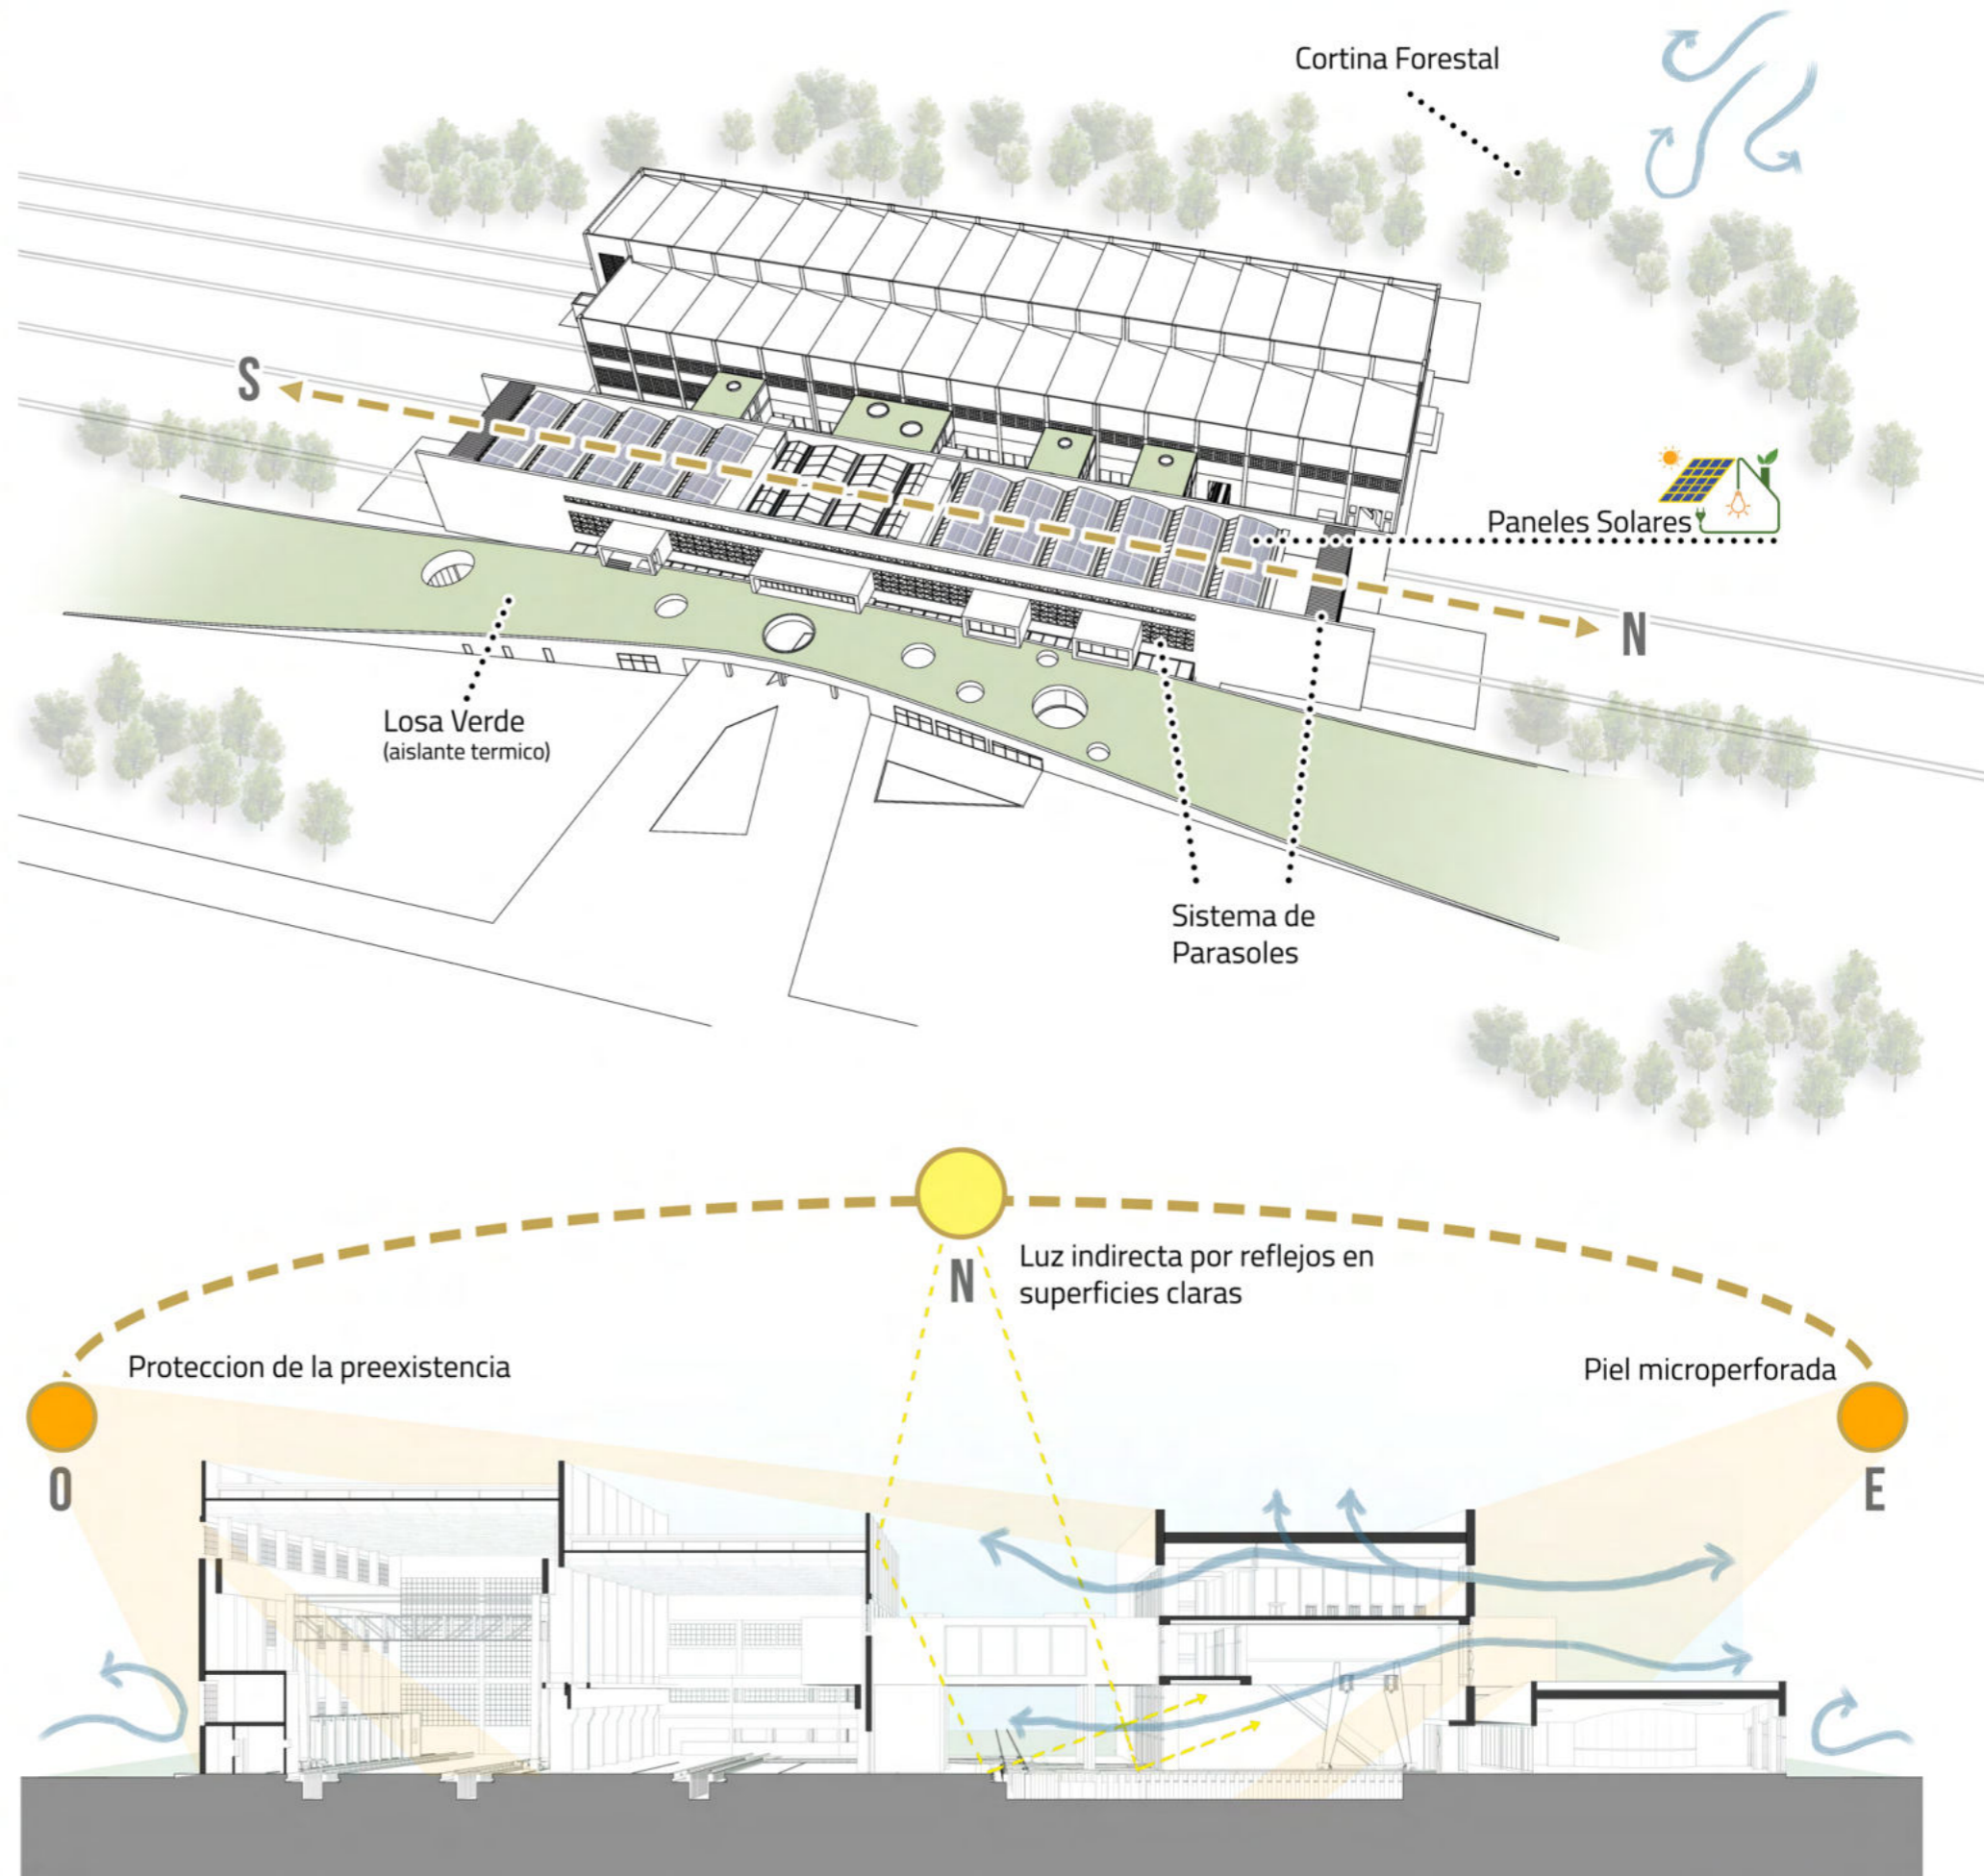 Cortina Forestal
S
Paneles Solares
N
Losa Verde
(aislante termico)
Sistema de
Parasoles
N
Luz indirecta por reflejos en
superficies claras
Proteccion de la preexistencia
Piel microperforada
O
E